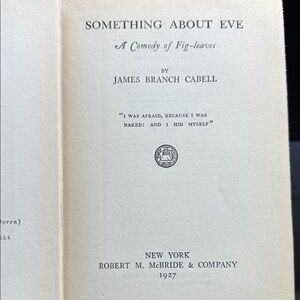 SOMETHING ABOUT EVE
A Comedy of Fig-leaves
BY
JAMES BRANCH CABELL
"I WAS AFRAID, BECAUSE I WAS
NAKED: AND I HID MYSELF"
NEW YORK
ROBERT M. McBRIDE & COMPANY
1927
ELL